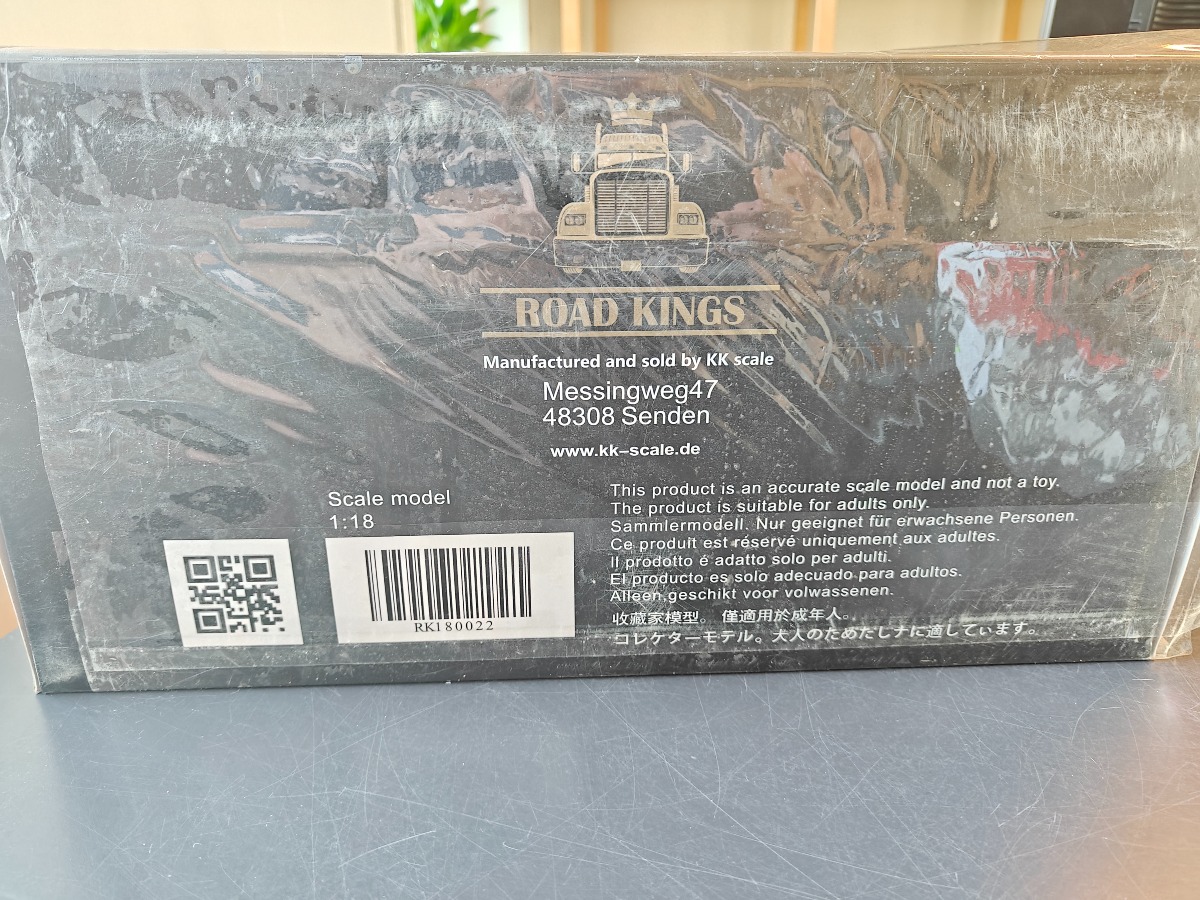 ROAD KINGS
Manufactured and sold by KK scale
Messingweg47
48308 Senden
www.kk-scale.de
Scale model
1:18
RK180022
This product is an accurate scale model and not a toy.
The product is suitable for adults only.
Sammlermodell. Nur geeignet für erwachsene Personen.
Ce produit est réservé uniquement aux adultes.
Il prodotto é adatto solo per adulti.
El producto es solo adecuado para adultos.
Alleen geschikt voor volwassenen.
收藏家模型。 僅適用於成年人。
コレケターモデル。大人のためたしナに適しています。